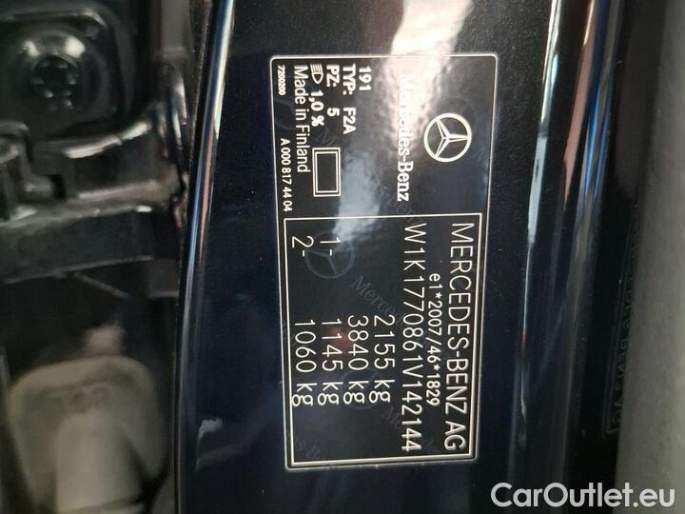 Mercedes-Benz
191
TYP: F2A
PZ: 5
1,0 %
Made in Finland
7280200
A 000 817 44 04
MERCEDES-BENZ AG
e1*2007/46*1829
W1K1770861V142144
2155 kg
3840 kg
1- 1145 kg
2- 1060 kg
CarOutlet.eu